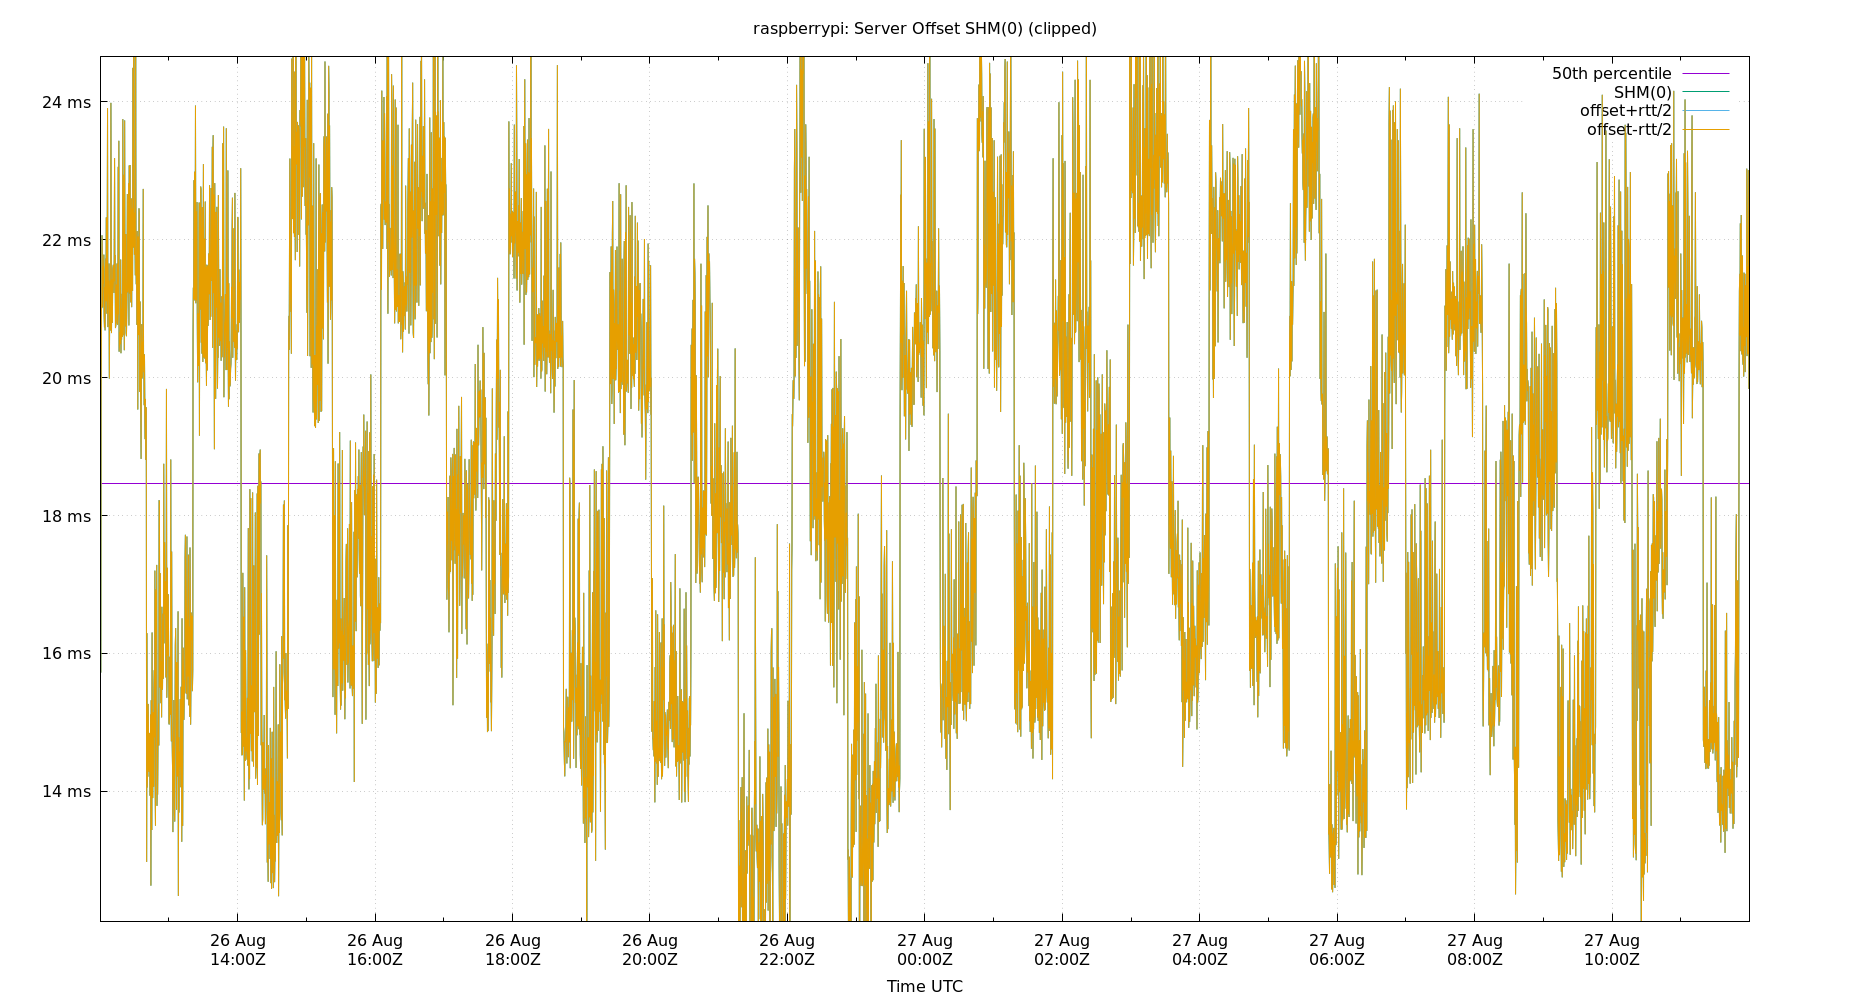 raspberrypi: Server Offset SHM(0) (clipped)
50th percentile
SHM(0)
offset+rtt/2
offset-rtt/2
24 ms
22 ms
20 ms
18 ms
16 ms
14 ms
26 Aug 26 Aug 26 Aug 26 Aug 26 Aug 27 Aug 27 Aug 27 Aug 27 Aug 27 Aug 27 Aug
14:00Z 16:00Z 18:00Z 20:00Z 22:00Z 00:00Z 02:00Z 04:00Z 06:00Z 08:00Z 10:00Z
Time UTC